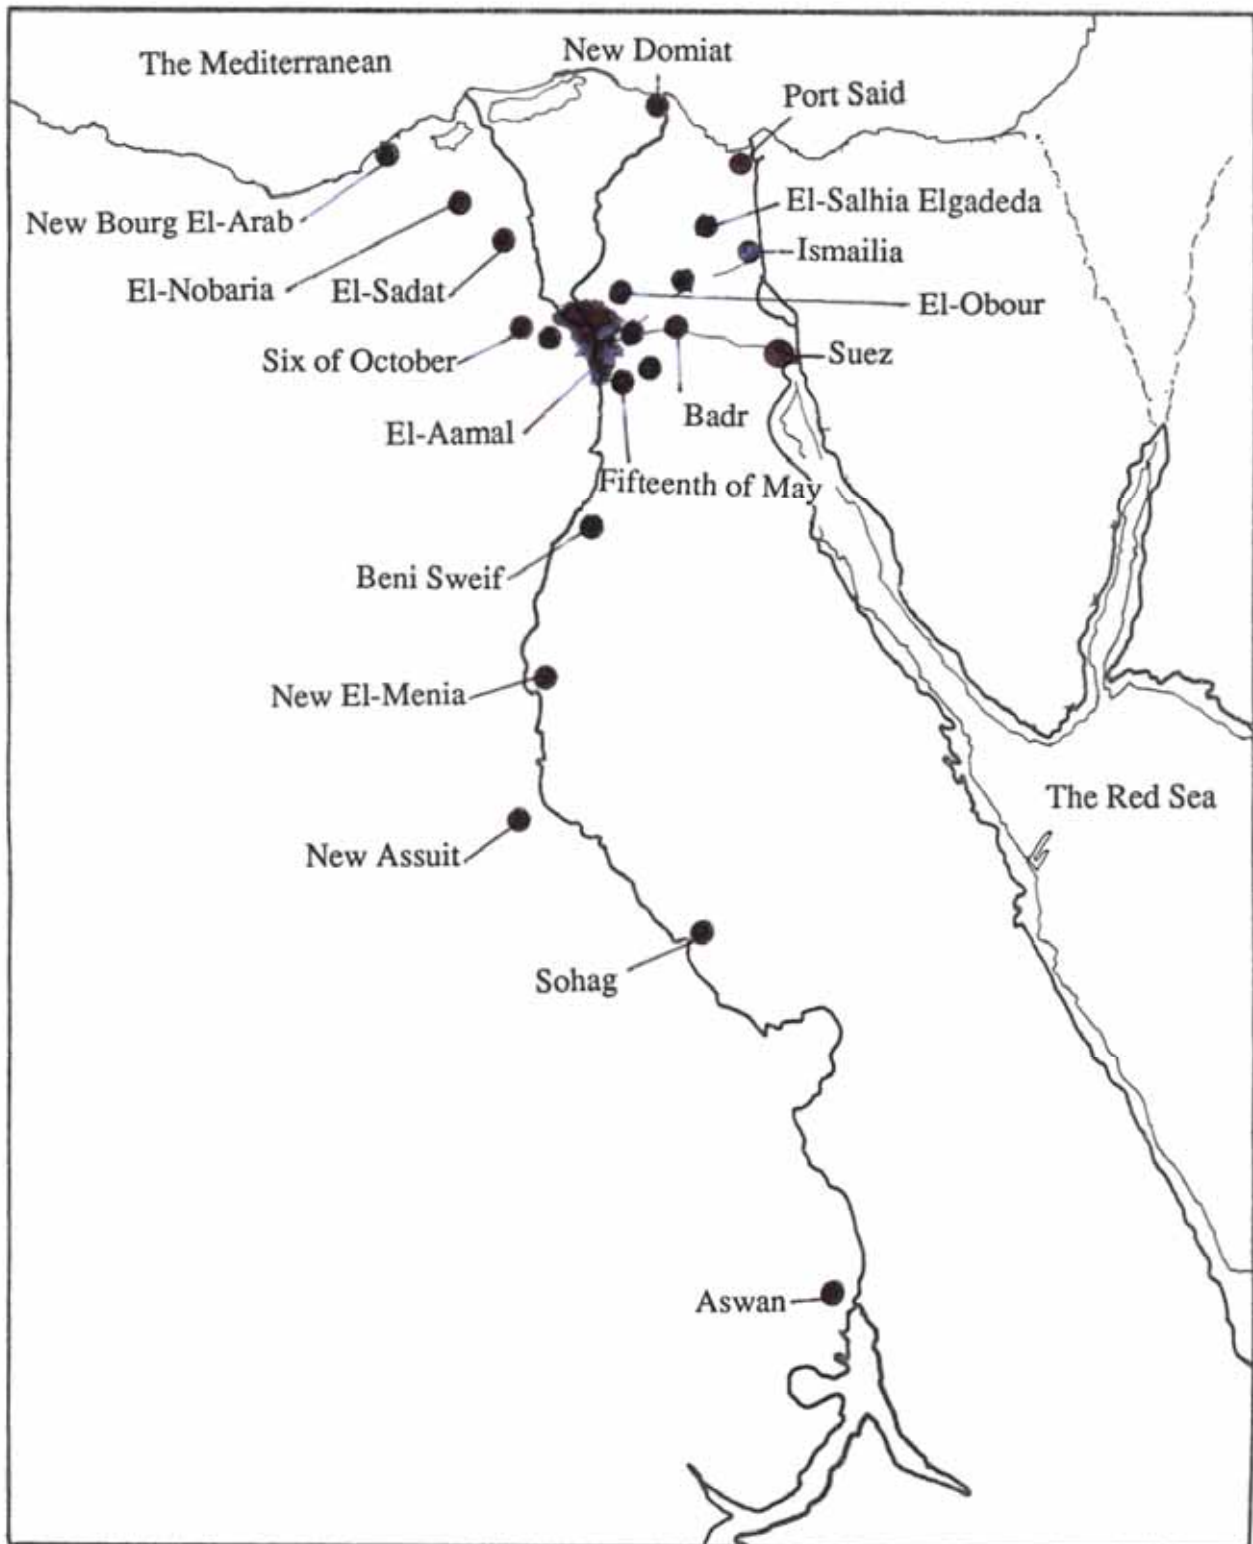 New Domiat
The Mediterranean
Port Said
El-Salhia Elgadeda
New Bourg El-Arab
Ismailia
El-Nobaria
El-Sadat
El-Obour
Six of October
Suez
Badr
El-Aamal
Fifteenth of May
Beni Sweif
New El-Menia
The Red Sea
New Assuit
Sohag
Aswan